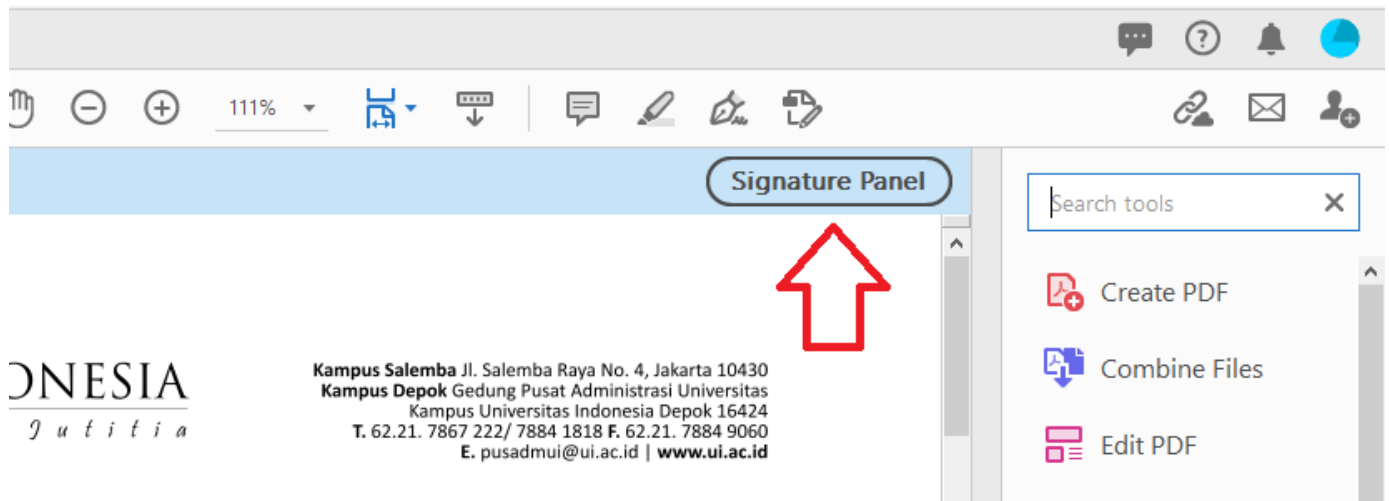 111%
Signature Panel
Search tools
Create PDF
Combine Files
Edit PDF
ONESIA
Jutitia
Kampus Salemba Jl. Salemba Raya No. 4, Jakarta 10430
Kampus Depok Gedung Pusat Administrasi Universitas
Kampus Universitas Indonesia Depok 16424
T. 62.21. 7867 222/ 7884 1818 F. 62.21. 7884 9060
E. pusadmui@ui.ac.id | www.ui.ac.id